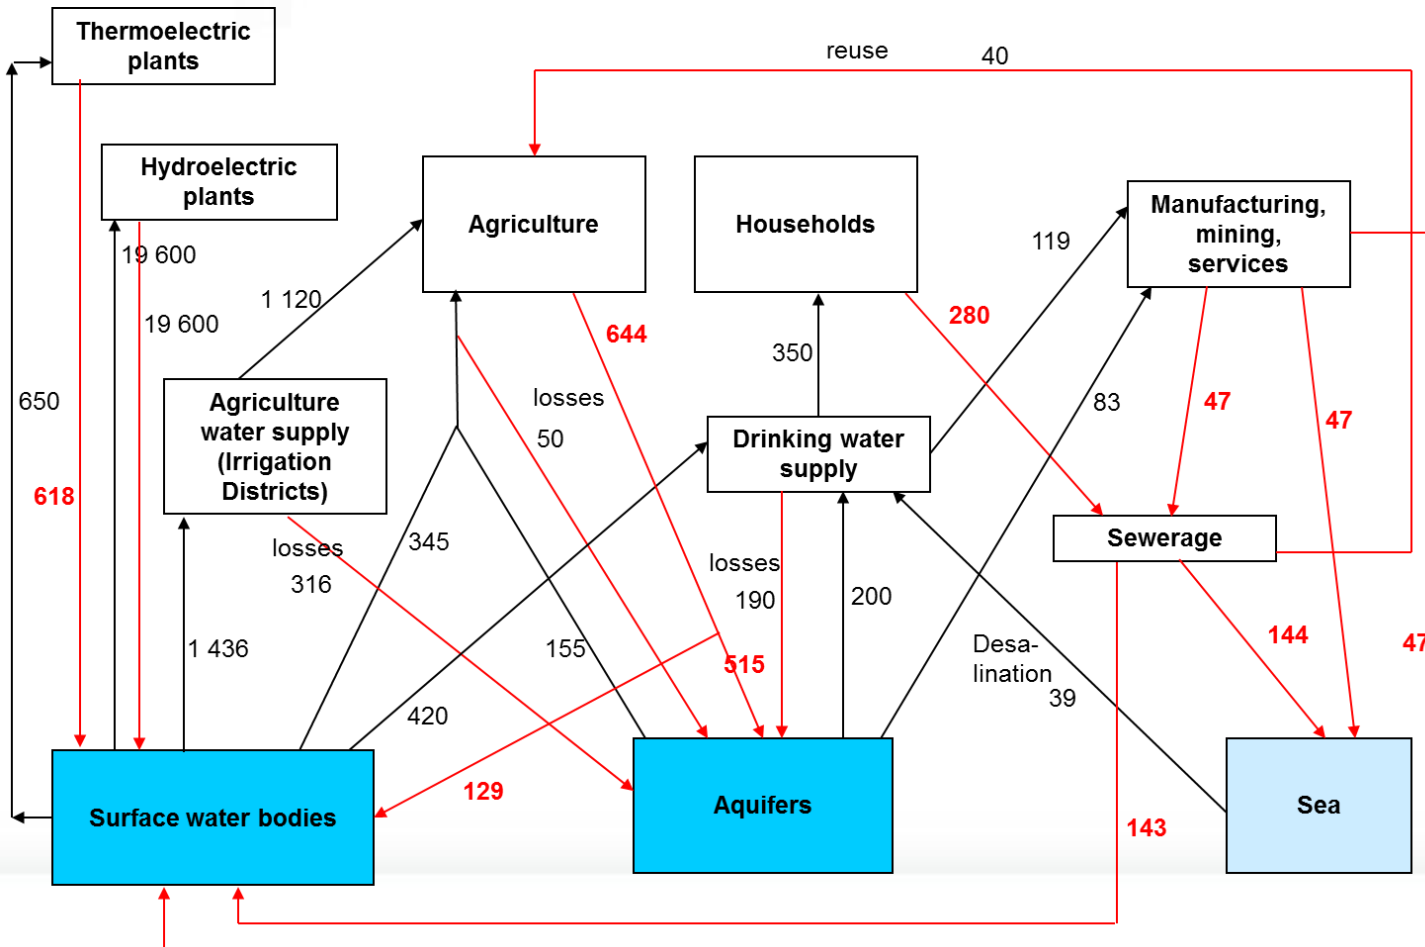 Thermoelectric
plants
reuse 40
Hydroelectric
plants
Agriculture
Households
Manufacturing,
mining,
services
19 600
119
1 120
19 600
644
280
350
650
Agriculture
water supply
(Irrigation
Districts)
losses
50
83
47
47
Drinking water
supply
618
losses
316
345
Sewerage
losses
190
200
1 436
155
515
Desa-
lination
39
144
47
420
129
143
Surface water bodies
Aquifers
Sea